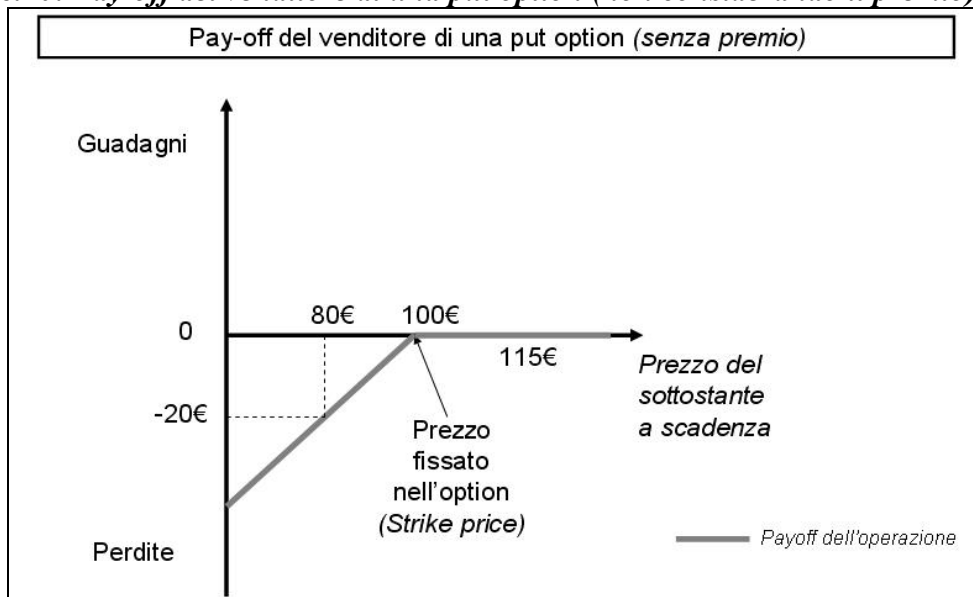 Pay-off del venditore di una put option (senza premio)
Guadagni
0
80€
100€
115€
Prezzo del
sottostante
a scadenza
-20€
Prezzo
fissato
nell'option
(Strike price)
Perdite
Payoff dell'operazione